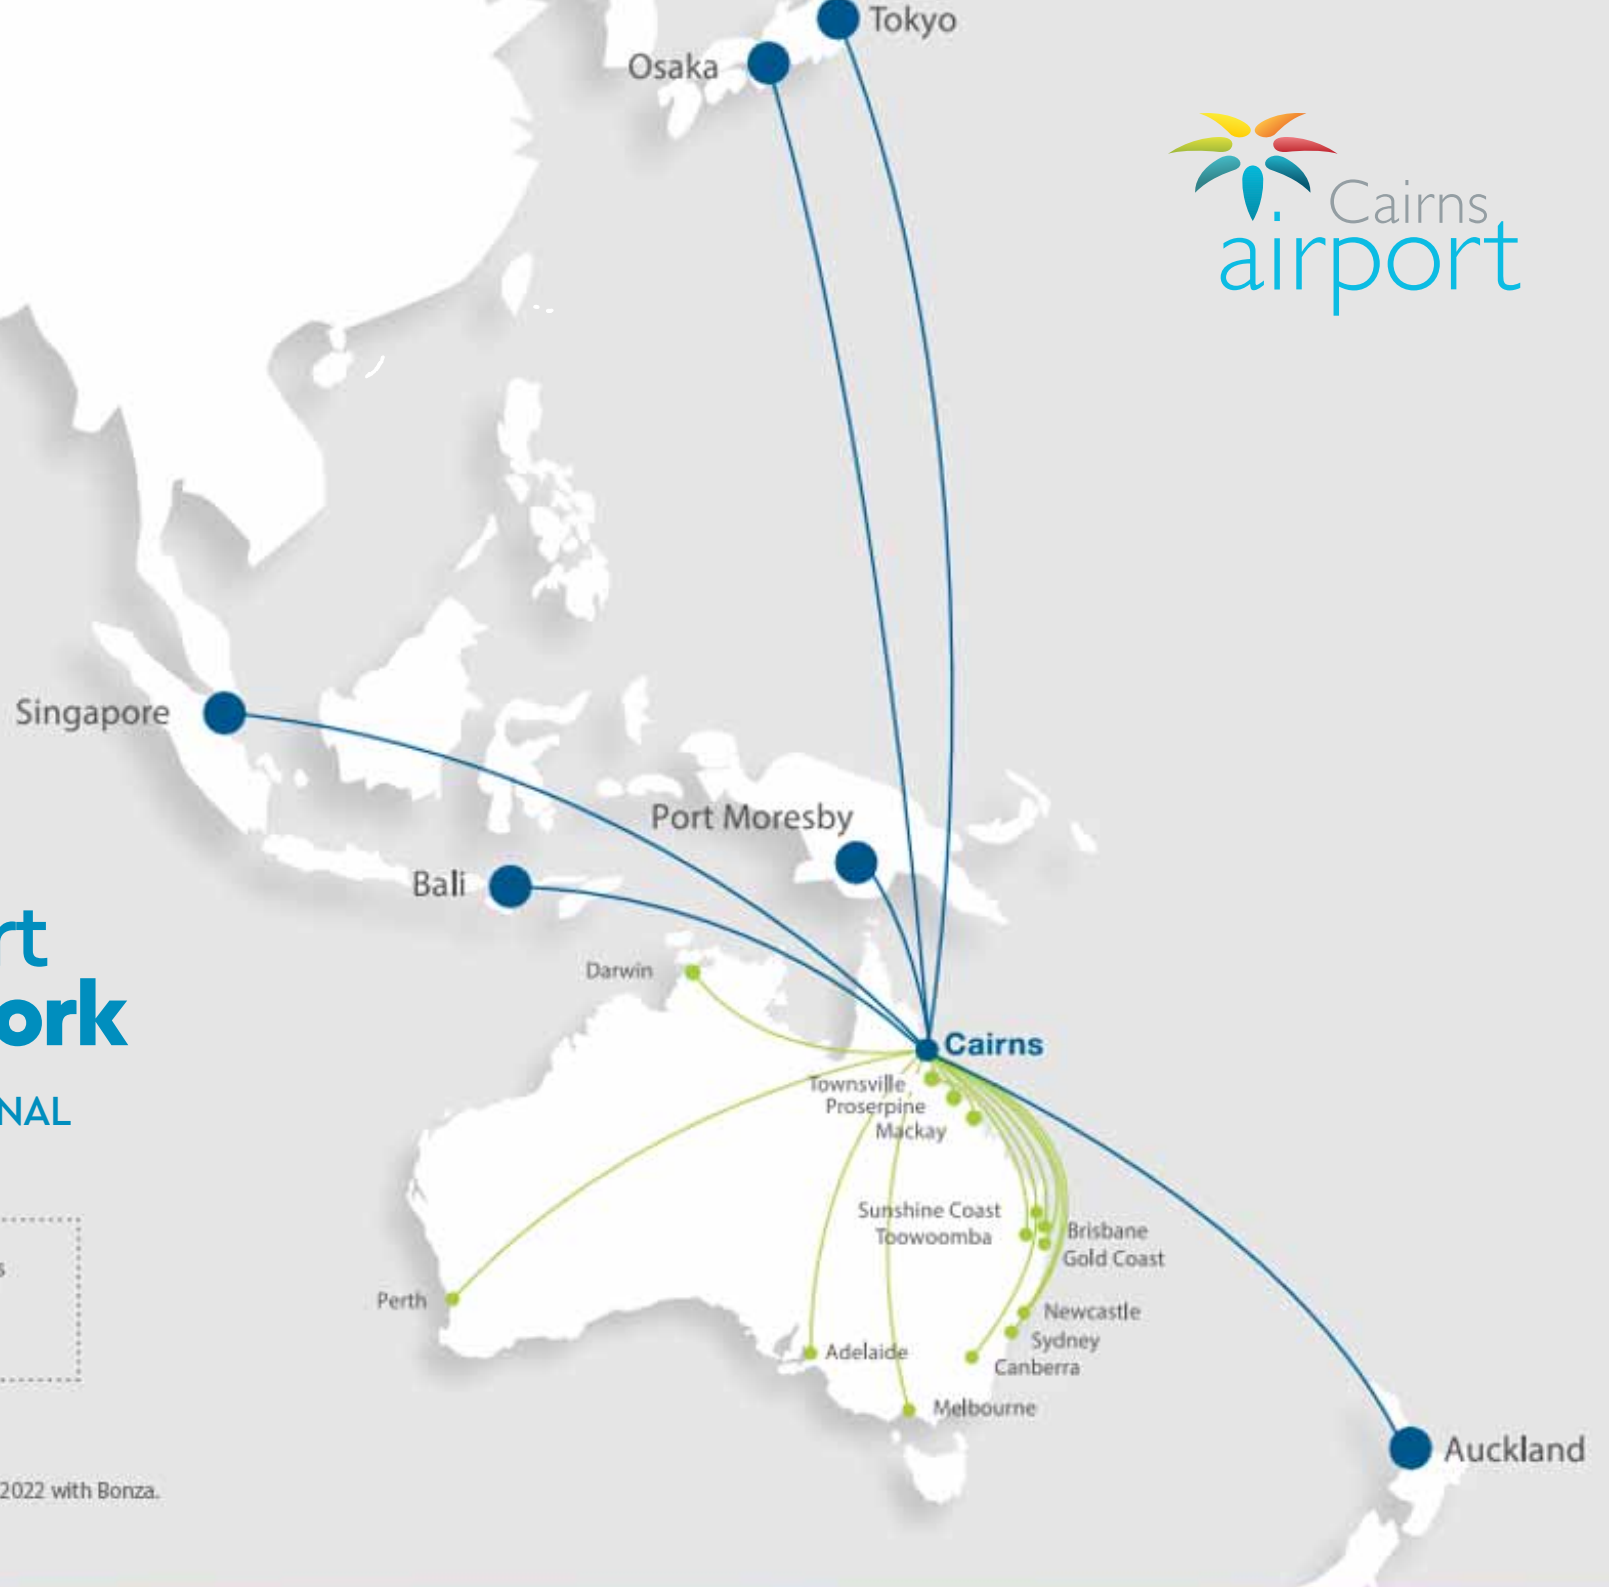 Tokyo
Osaka
Cairns
airport
Singapore
Port Moresby
Bali
rt
Darwin
ork
Cairns
Townsville
Proserpine
NAL
Mackay
Sunshine Coast
Toowoomba
Brisbane
Gold Coast
s
Perth
Newcastle
Sydney
Adelaide
Canberra
Melbourne
Auckland
2022 with Bonza.